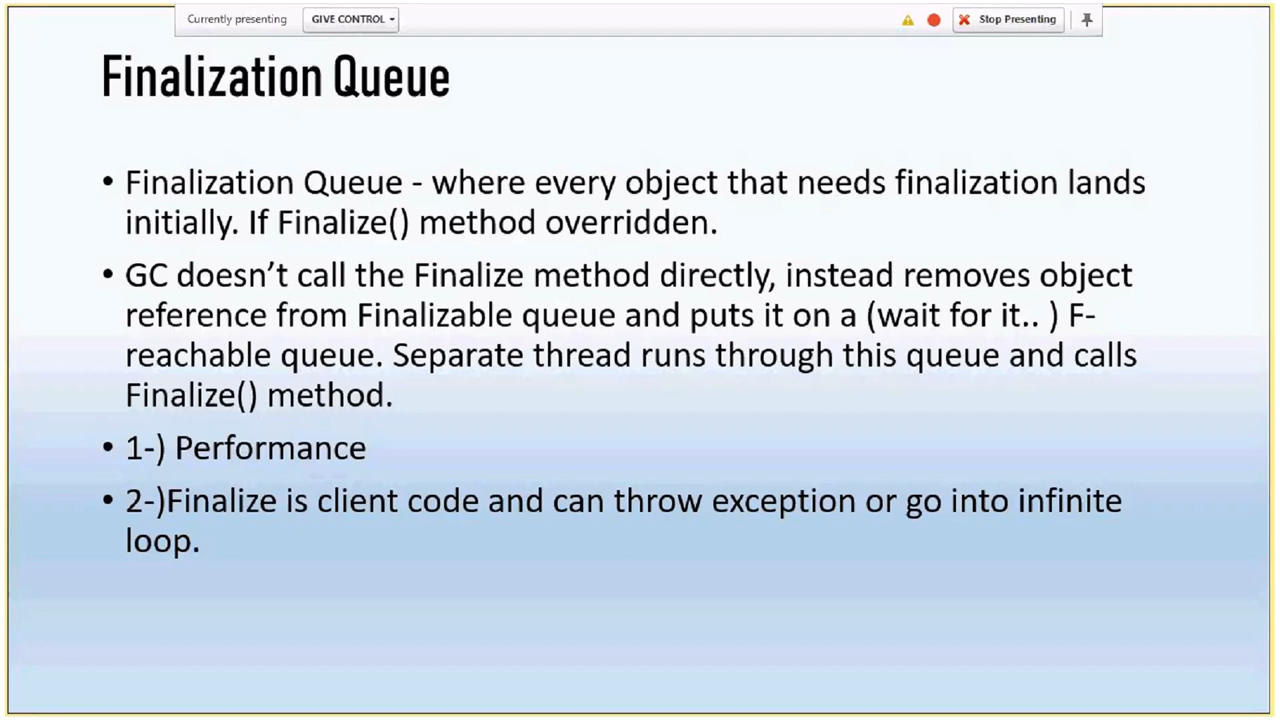 Currently presenting GIVE CONTROL Stop Presenting
Finalization Queue
• Finalization Queue - where every object that needs finalization lands
initially. If Finalize() method overridden.
• GC doesn’t call the Finalize method directly, instead removes object
reference from Finalizable queue and puts it on a (wait for it.. ) F-
reachable queue. Separate thread runs through this queue and calls
Finalize() method.
• 1-) Performance
• 2-)Finalize is client code and can throw exception or go into infinite
loop.